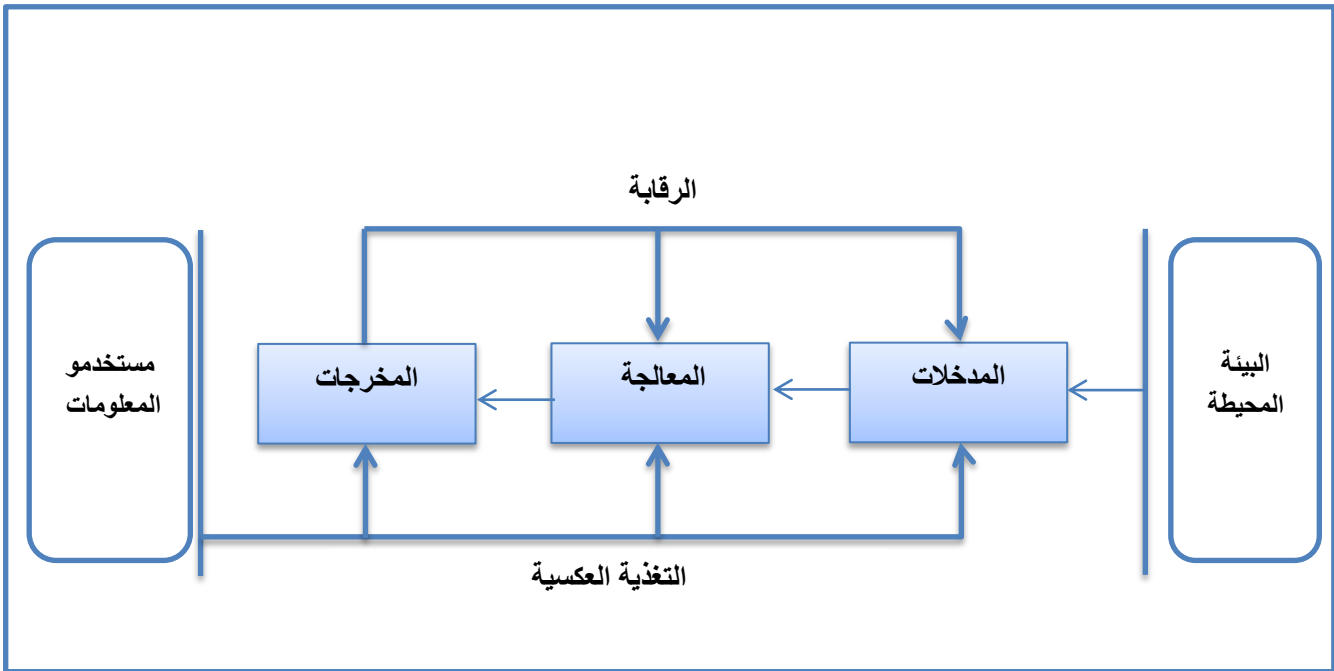 الرقابة
البيئة
المحيطة
المدخلات
المعالجة
المخرجات
مستخدمو
المعلومات
التغذية العكسية